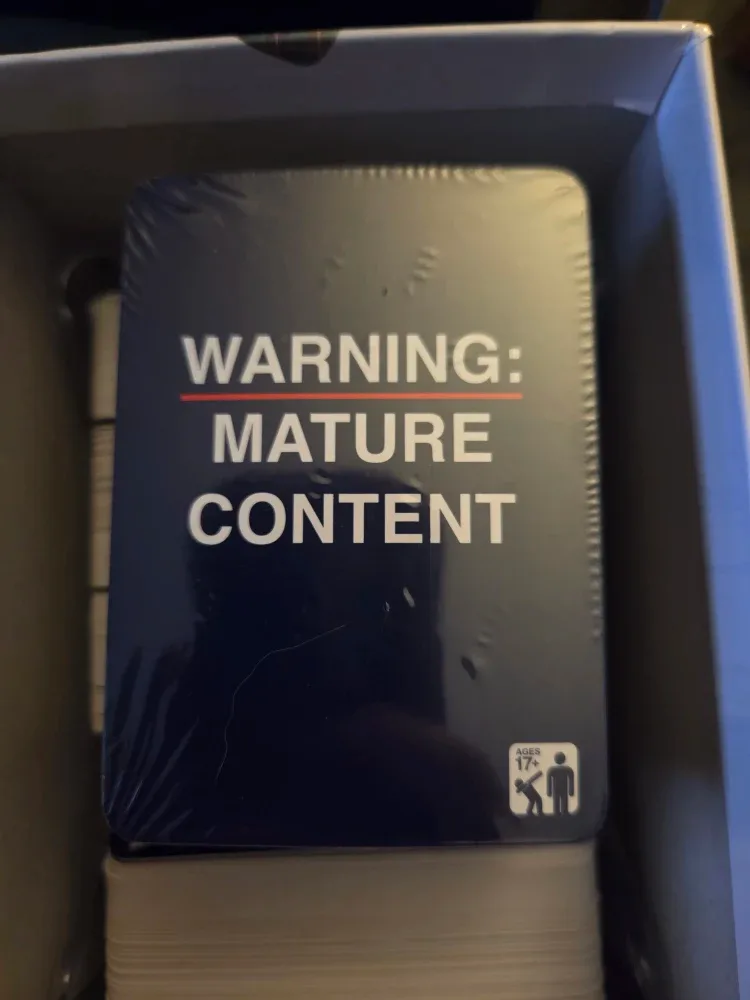 WARNING:
MATURE
CONTENT
AGES
17+